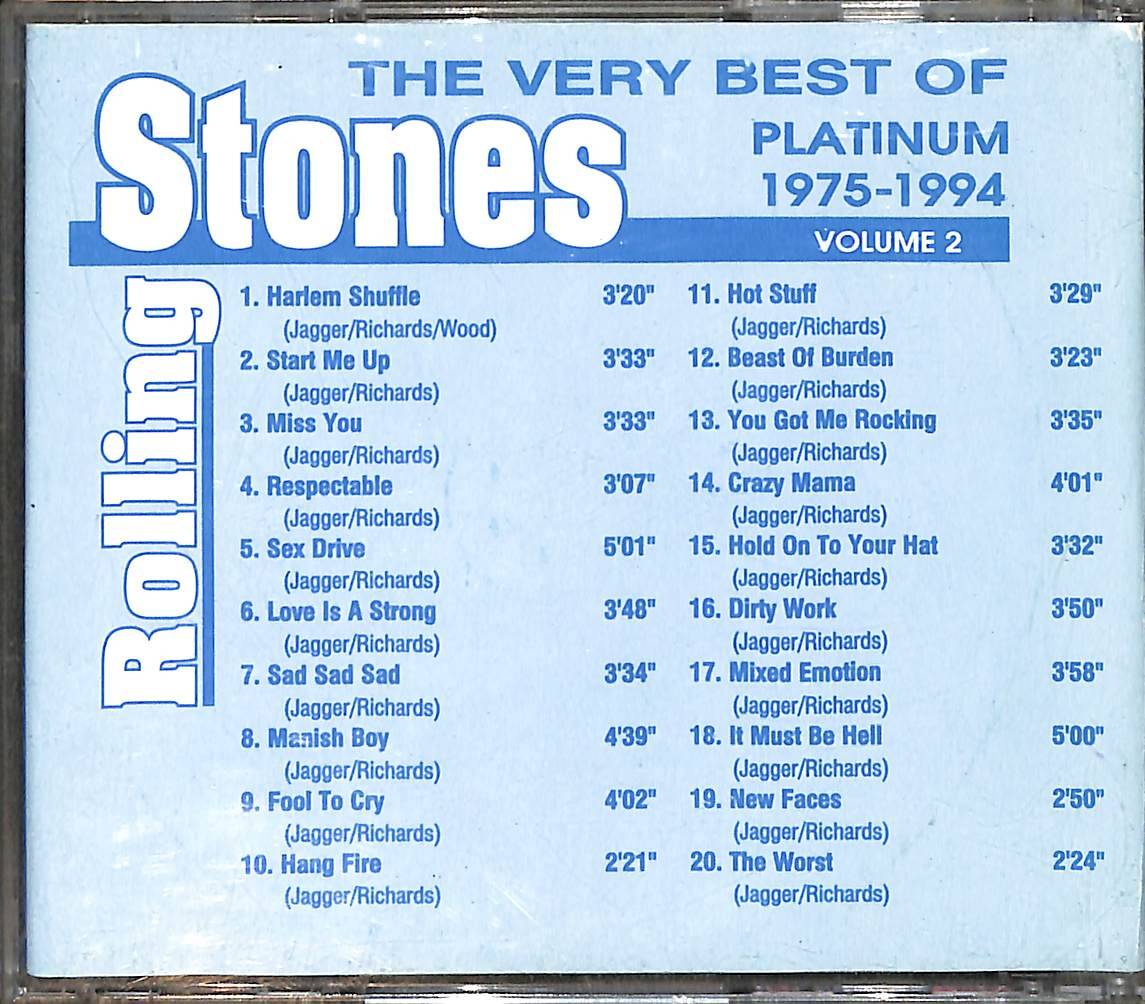 THE VERY BEST OF
Rolling Stones
PLATINUM
1975-1994
VOLUME 2
1. Harlem Shuffle 3'20"
(Jagger/Richards/Wood)
2. Start Me Up 3'33"
(Jagger/Richards)
3. Miss You 3'33"
(Jagger/Richards)
4. Respectable 3'07"
(Jagger/Richards)
5. Sex Drive 5'01"
(Jagger/Richards)
6. Love Is A Strong 3'48"
(Jagger/Richards)
7. Sad Sad Sad 3'34"
(Jagger/Richards)
8. Manish Boy 4'39"
(Jagger/Richards)
9. Fool To Cry 4'02"
(Jagger/Richards)
10. Hang Fire 2'21"
(Jagger/Richards)
11. Hot Stuff 3'29"
(Jagger/Richards)
12. Beast Of Burden 3'23"
(Jagger/Richards)
13. You Got Me Rocking 3'35"
(Jagger/Richards)
14. Crazy Mama 4'01"
(Jagger/Richards)
15. Hold On To Your Hat 3'32"
(Jagger/Richards)
16. Dirty Work 3'50"
(Jagger/Richards)
17. Mixed Emotion 3'58"
(Jagger/Richards)
18. It Must Be Hell 5'00"
(Jagger/Richards)
19. New Faces 2'50"
(Jagger/Richards)
20. The Worst 2'24"
(Jagger/Richards)